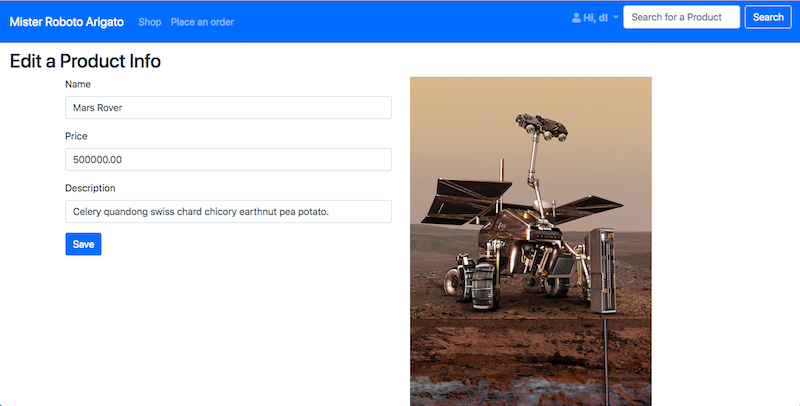 Mister Roboto Arigato Shop Place an order Hi, d! Search for a Product Search
Edit a Product Info
Name
Mars Rover
Price
500000.00
Description
Celery quandong swiss chard chicory earthnut pea potato.
Save